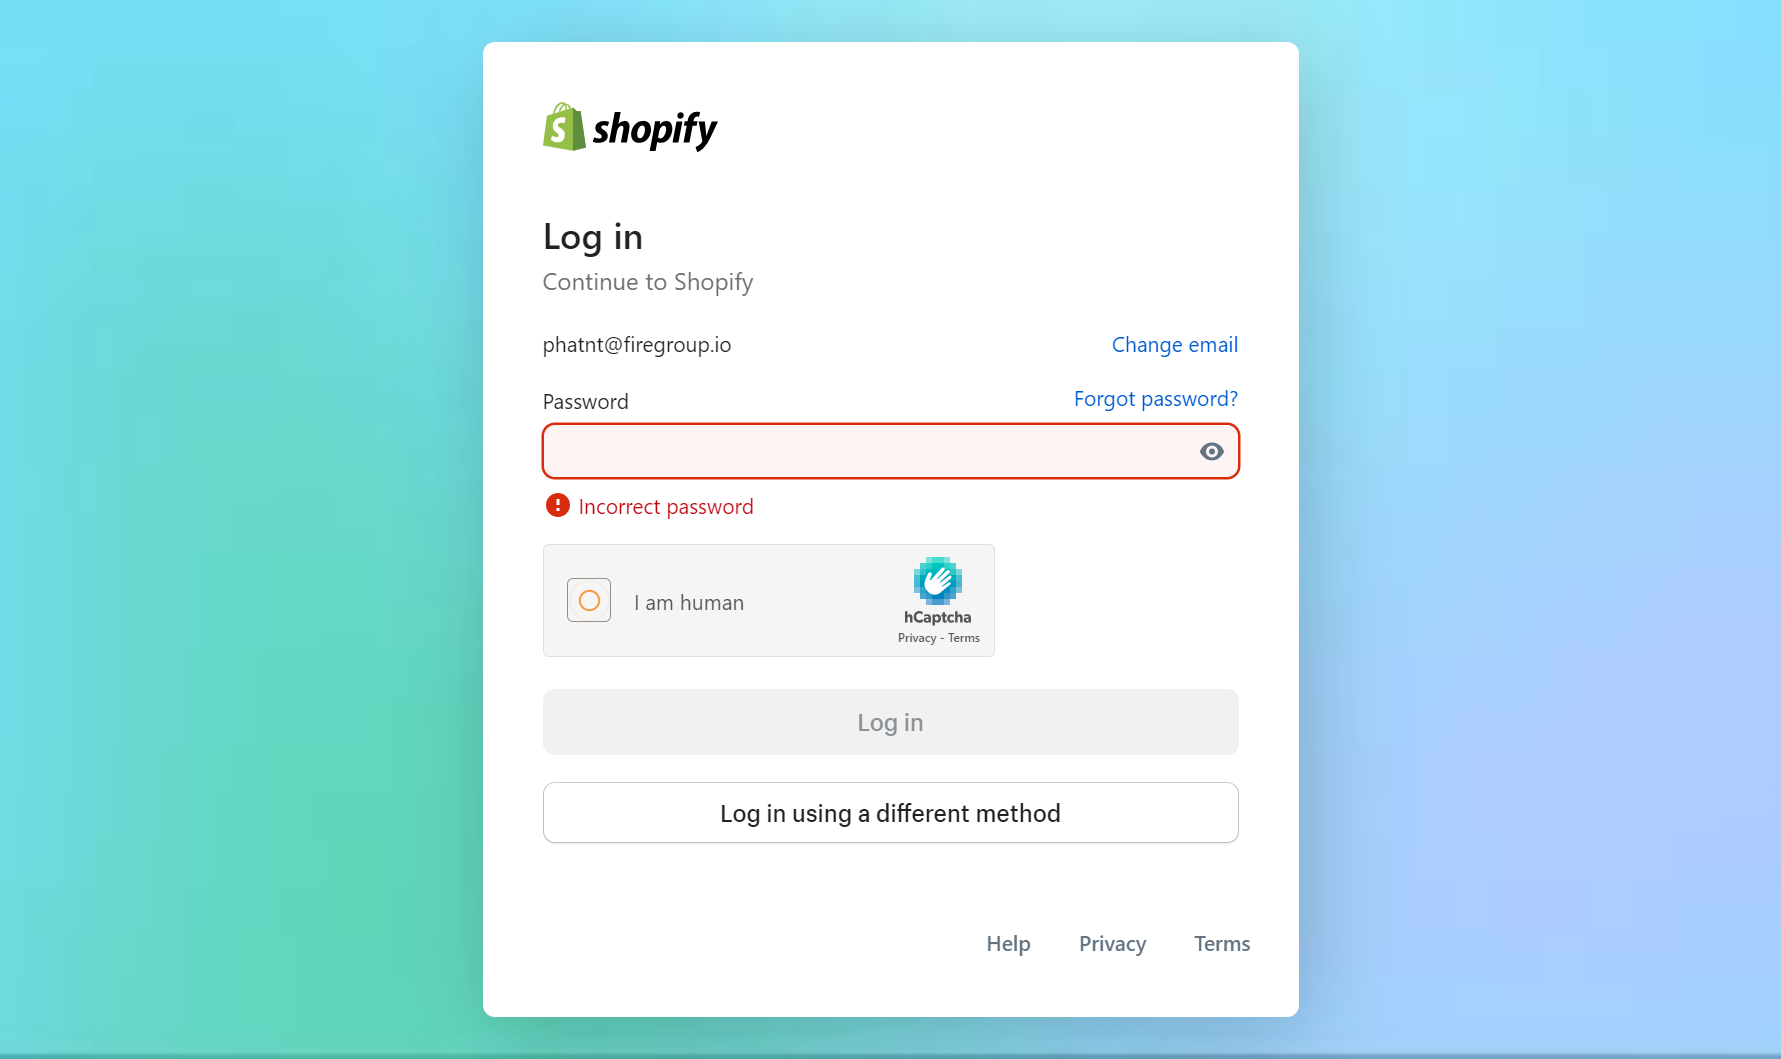 shopify
Log in
Continue to Shopify
phatnt@firegroup.io
Change email
Password
Forgot password?
Incorrect password
I am human
hCaptcha
Privacy - Terms
Log in
Log in using a different method
Help Privacy Terms